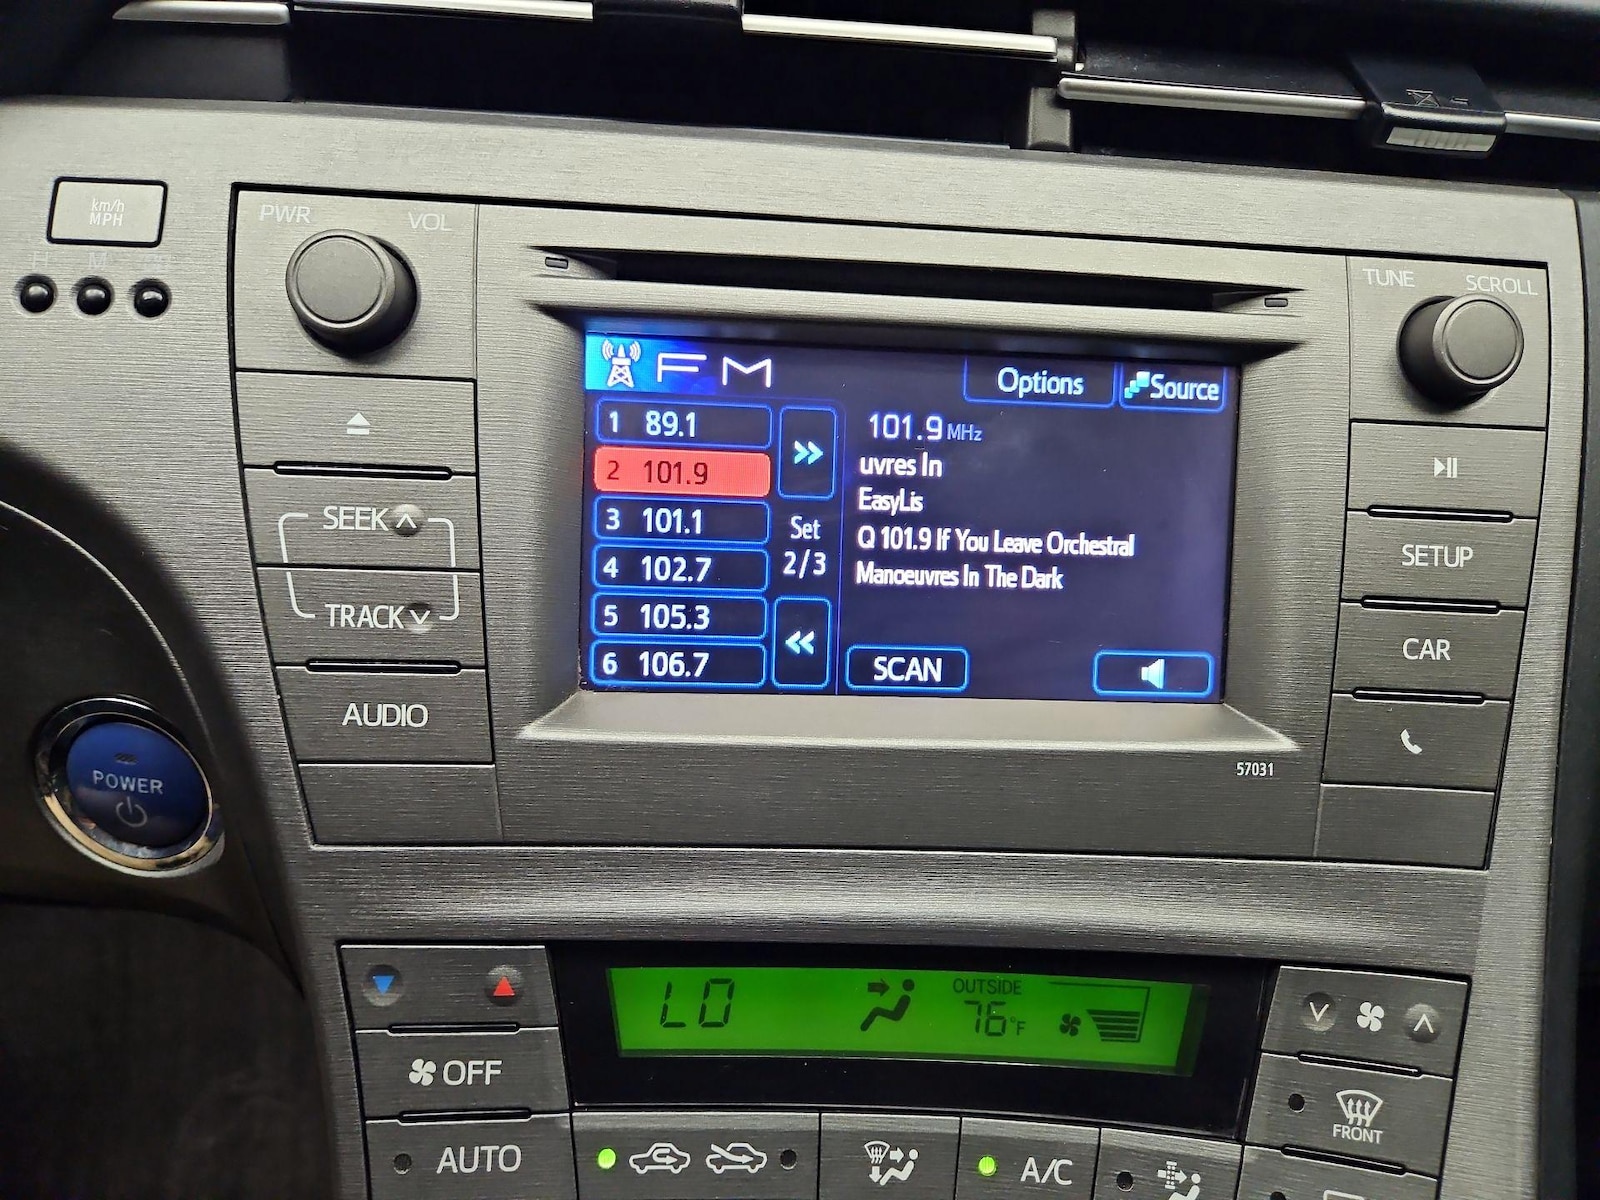 km/h
MPH
PWR VOL
TUNE SCROLL
FM
Options
Source
1 89.1
2 101.9
3 101.1
4 102.7
5 105.3
6 106.7
Set
2/3
101.9 MHz
uvres In
EasyLis
Q 101.9 If You Leave Orchestral
Manoeuvres In The Dark
SCAN
SEEK
TRACK
AUDIO
SETUP
CAR
57031
POWER
LO
OUTSIDE
76°F
OFF
AUTO
A/C
FRONT